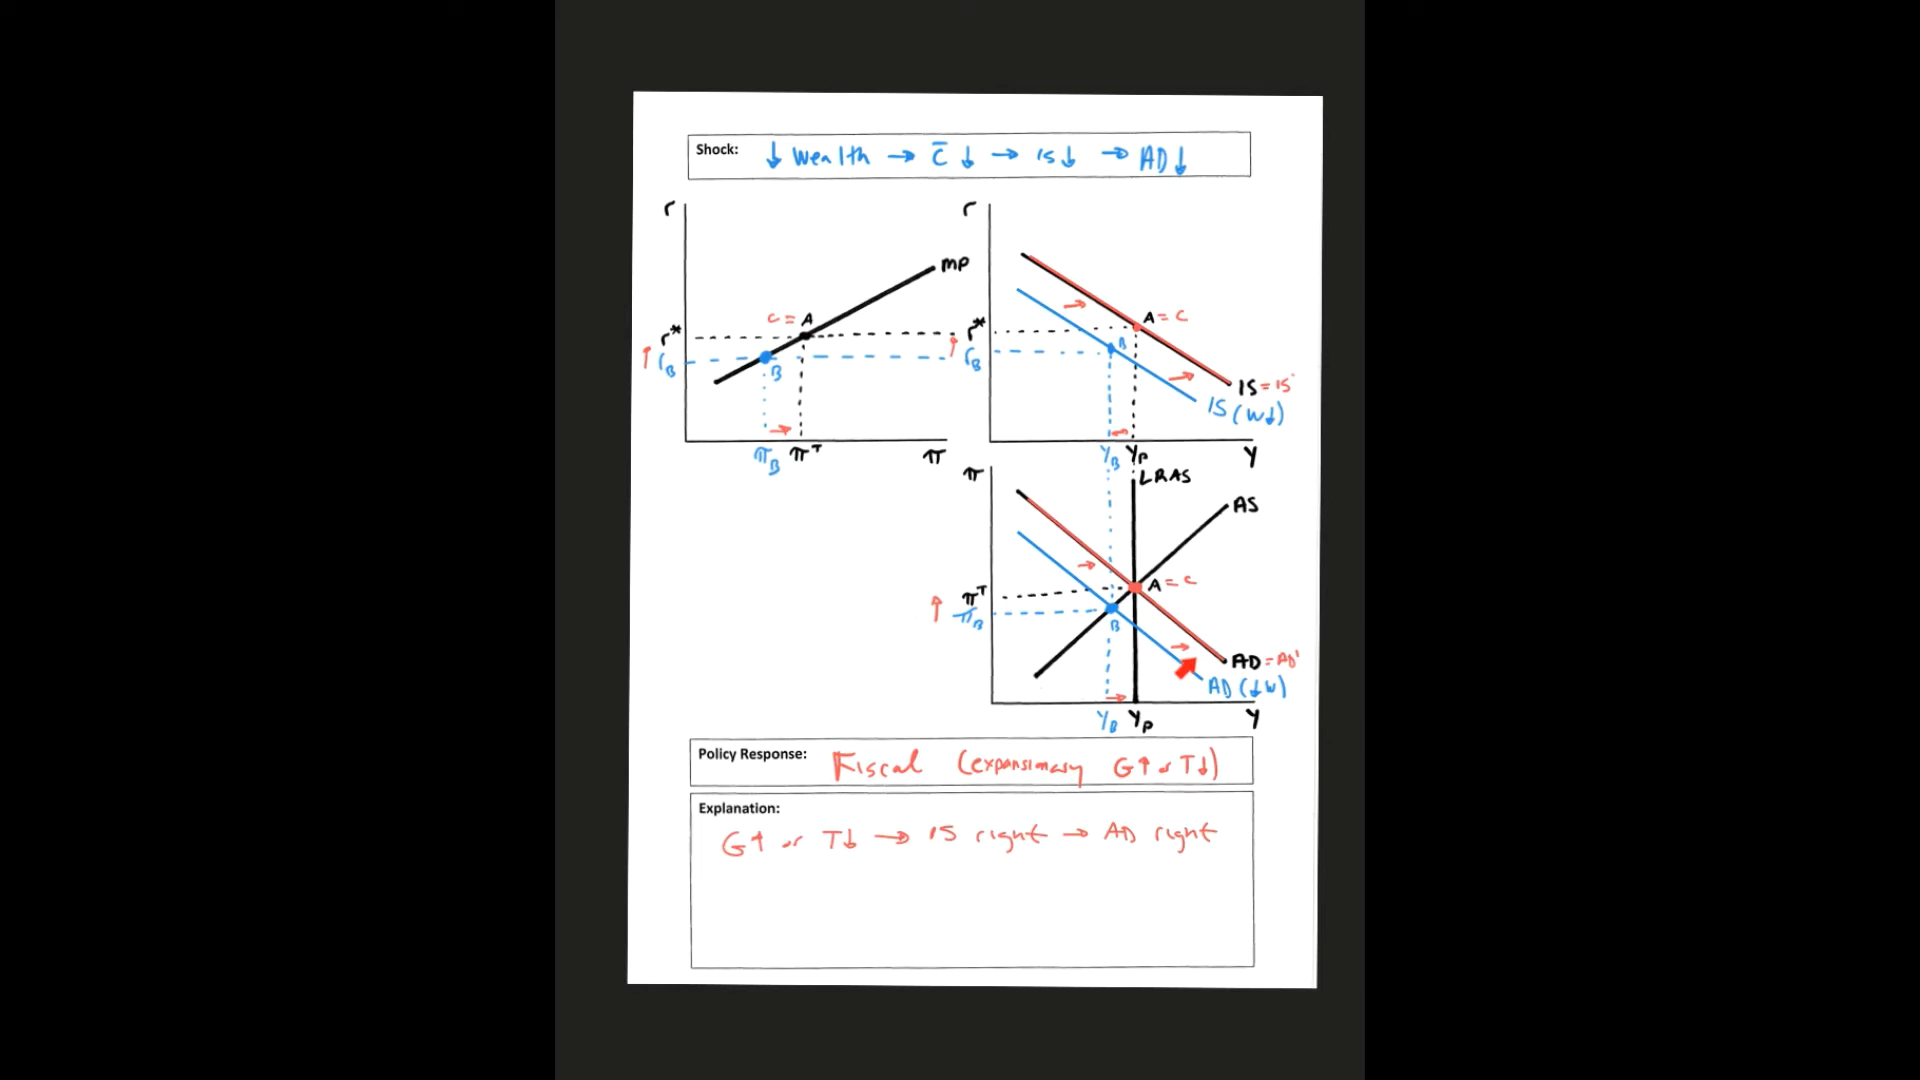 Shock: ↓ Wealth → C̅ ↓ → IS ↓ → AD ↓
r
MP
C = A
r*
↑ r_B
B
π_B π^T π
r
A = C
r*
↑ r_B
B
IS = IS'
IS (W↓)
Y_B Y_P Y
π
LRAS
AS
A = C
π^T
↑ π_B
B
AD = AD'
AD (↓W)
Y_B Y_P Y
Policy Response: Fiscal (expansionary G↑ or T↓)
Explanation:
G↑ or T↓ → IS right → AD right